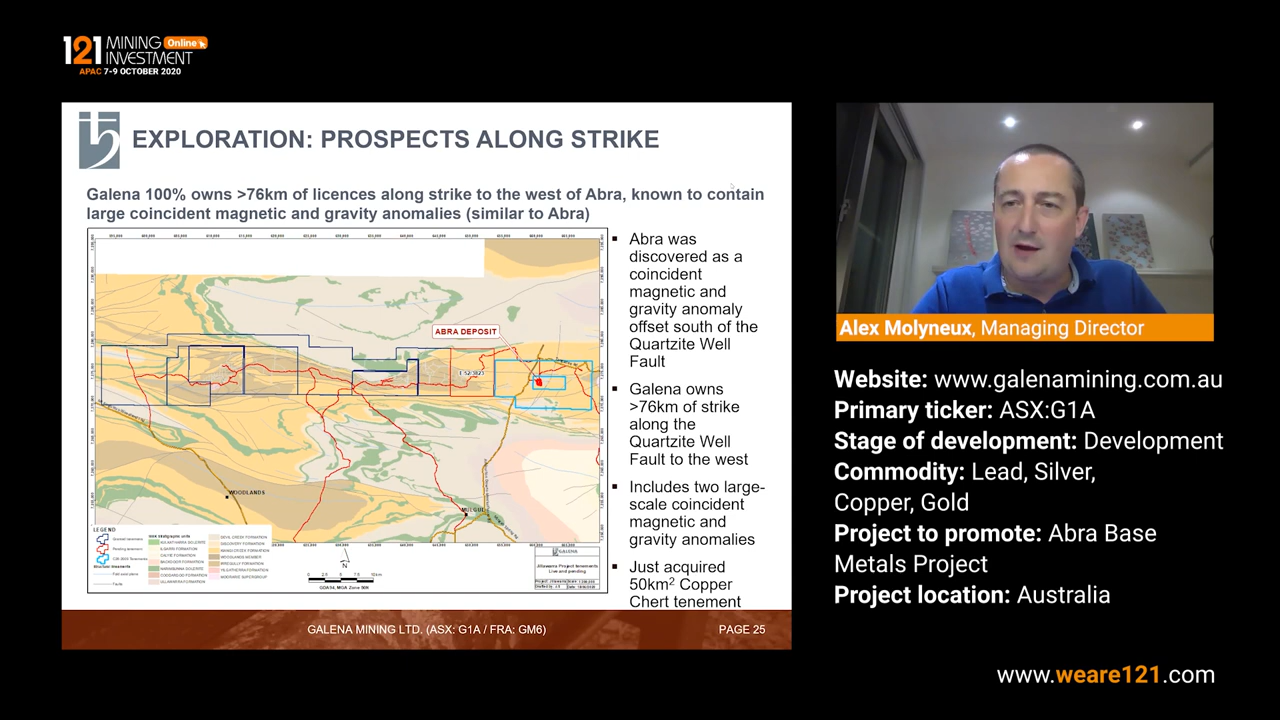 121 MINING INVESTMENT Online
APAC 7-9 OCTOBER 2020
EXPLORATION: PROSPECTS ALONG STRIKE
Galena 100% owns >76km of licences along strike to the west of Abra, known to contain
large coincident magnetic and gravity anomalies (similar to Abra)
ABRA DEPOSIT
WOODLANDS
LEGEND
GALENA
▪ Abra was
discovered as a
coincident
magnetic and
gravity anomaly
offset south of the
Quartzite Well
Fault
▪ Galena owns
>76km of strike
along the
Quartzite Well
Fault to the west
▪ Includes two large-
scale coincident
magnetic and
gravity anomalies
▪ Just acquired
50km² Copper
Chert tenement
GALENA MINING LTD. (ASX: G1A / FRA: GM6)
PAGE 25
Alex Molyneux, Managing Director
Website: www.galenamining.com.au
Primary ticker: ASX:G1A
Stage of development: Development
Commodity: Lead, Silver,
Copper, Gold
Project to promote: Abra Base
Metals Project
Project location: Australia
www.weare121.com